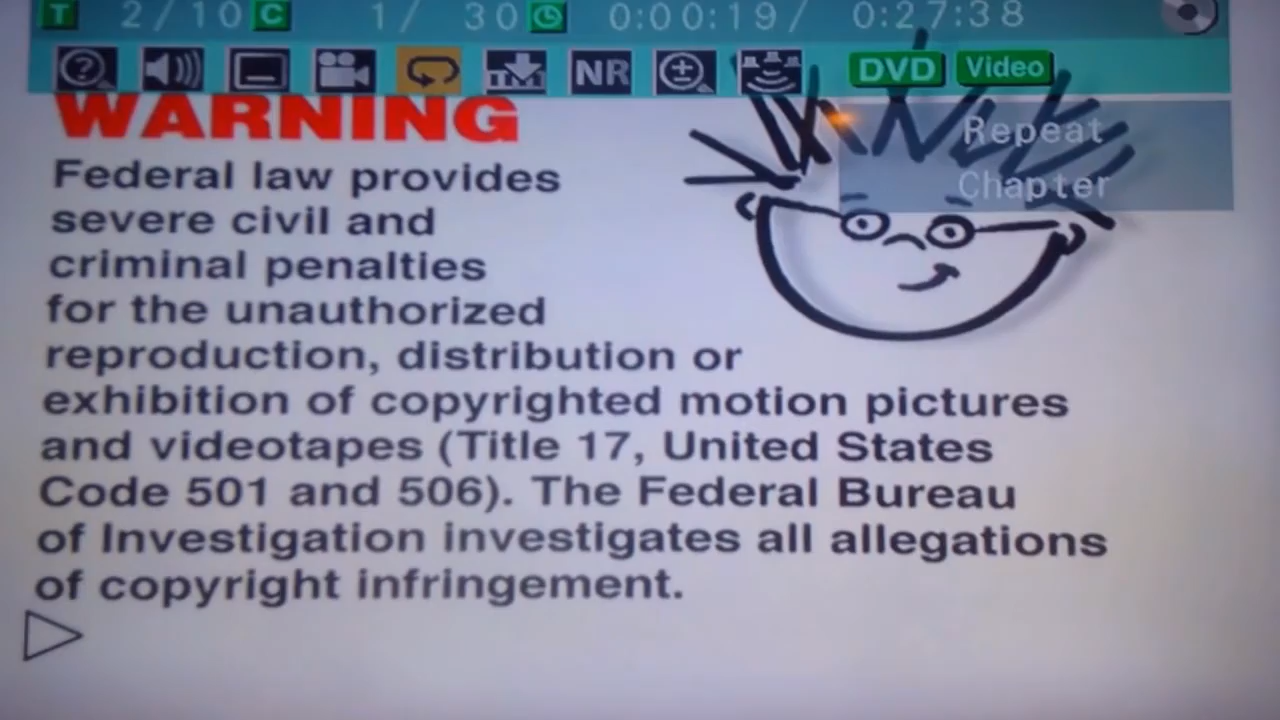 T 2/10 C 1/ 30 0:00:19/ 0:27:38
NR DVD Video
WARNING
Repeat
Chapter
Federal law provides
severe civil and
criminal penalties
for the unauthorized
reproduction, distribution or
exhibition of copyrighted motion pictures
and videotapes (Title 17, United States
Code 501 and 506). The Federal Bureau
of Investigation investigates all allegations
of copyright infringement.